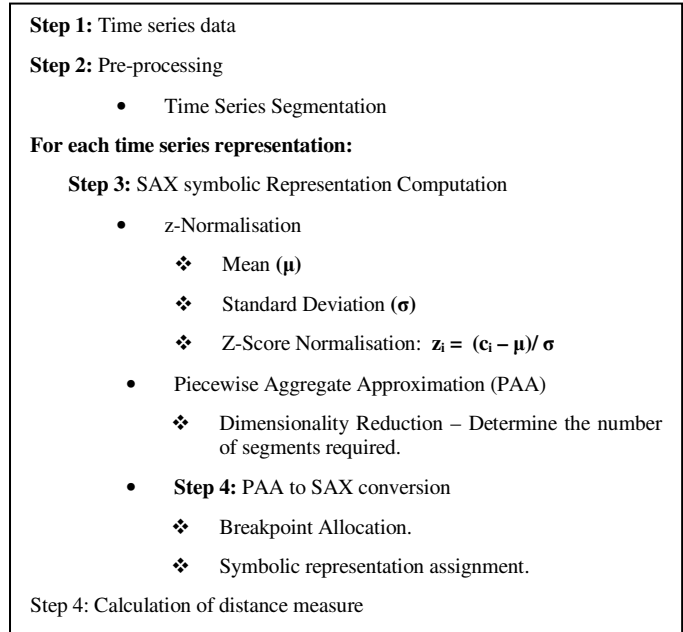 Step 1: Time series data
Step 2: Pre-processing
• Time Series Segmentation
For each time series representation:
Step 3: SAX symbolic Representation Computation
• z-Normalisation
❖ Mean (μ)
❖ Standard Deviation (σ)
❖ Z-Score Normalisation: zᵢ = (cᵢ – μ)/ σ
• Piecewise Aggregate Approximation (PAA)
❖ Dimensionality Reduction – Determine the number
of segments required.
• Step 4: PAA to SAX conversion
❖ Breakpoint Allocation.
❖ Symbolic representation assignment.
Step 4: Calculation of distance measure